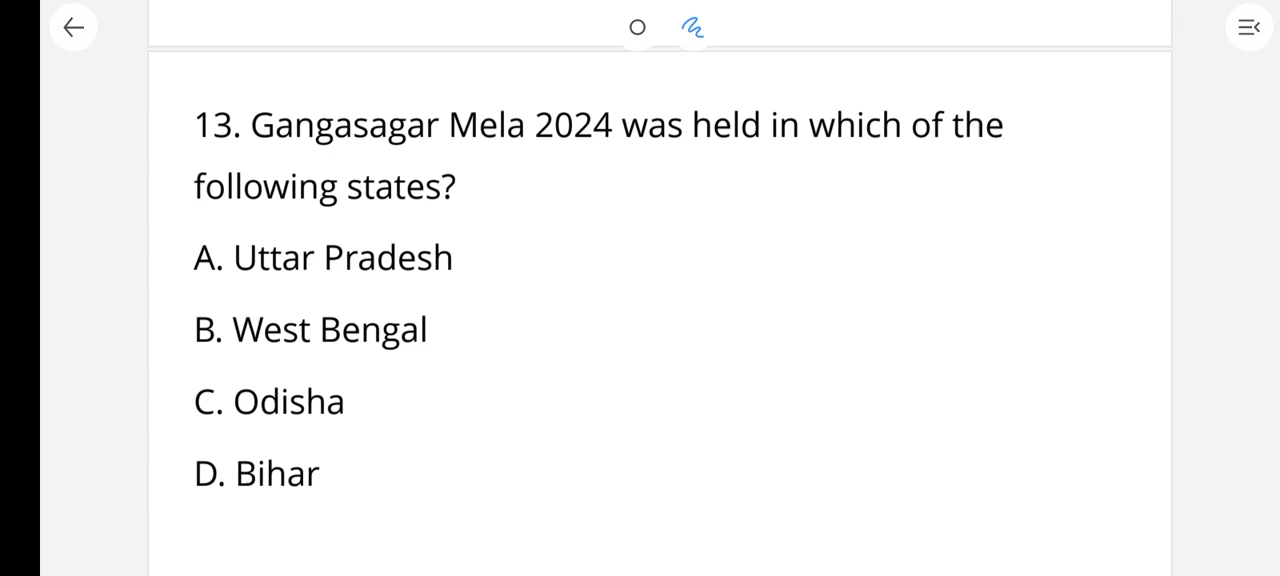 13. Gangasagar Mela 2024 was held in which of the
following states?
A. Uttar Pradesh
B. West Bengal
C. Odisha
D. Bihar